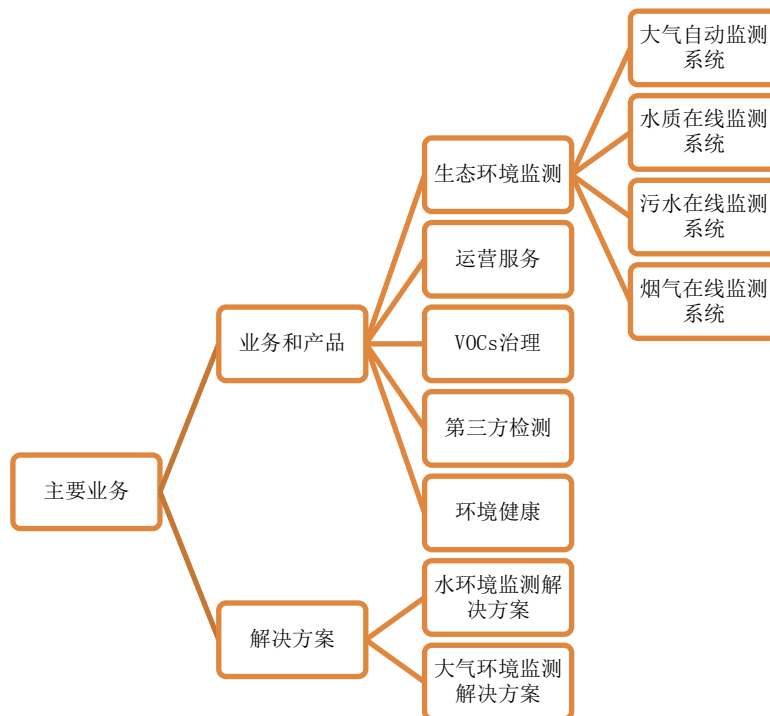 大气自动监测
系统
水质在线监测
系统
生态环境监测
污水在线监测
系统
运营服务
烟气在线监测
系统
业务和产品
VOCs治理
第三方检测
主要业务
环境健康
水环境监测解
决方案
解决方案
大气环境监测
解决方案